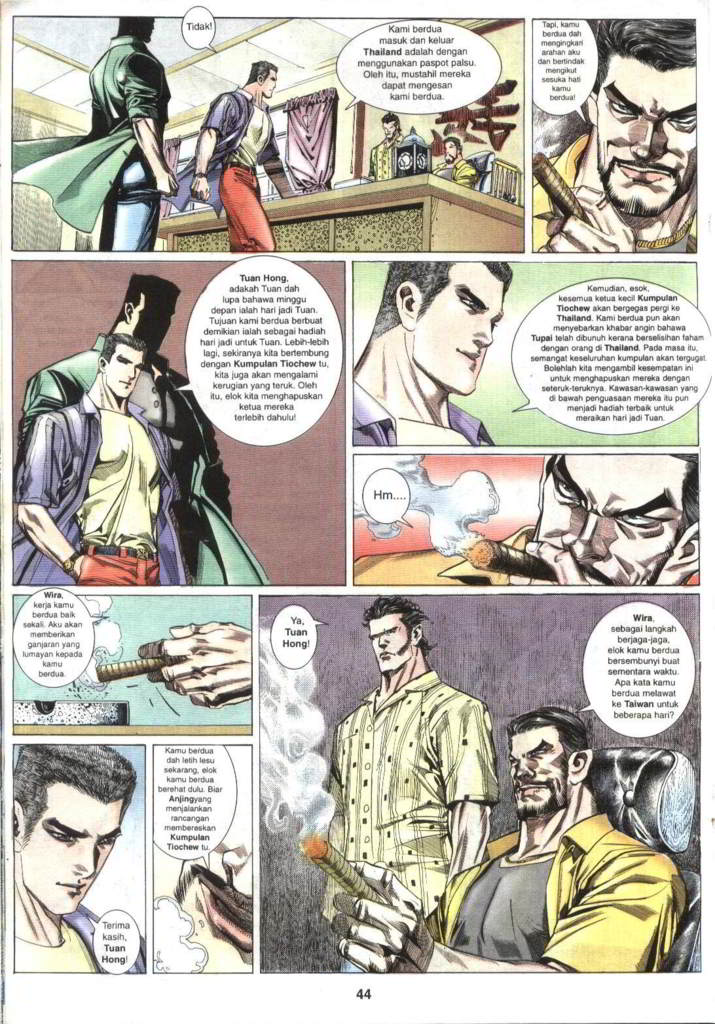 Tidak!
Kami berdua
masuk dan keluar
Thailand adalah dengan
menggunakan paspot palsu.
Oleh itu, mustahil mereka
dapat mengesan
kami berdua.
Tapi, kamu
berdua dah
mengingkari
arahan aku
dan bertindak
mengikut
sesuka hati
kamu
berdua!
Tuan Hong,
adakah Tuan dah
lupa bahawa minggu
depan ialah hari jadi Tuan.
Tujuan kami berdua berbuat
demikian ialah sebagai hadiah
hari jadi untuk Tuan. Lebih-lebih
lagi, sekiranya kita bertembung
dengan Kumpulan Tiochew tu,
kita juga akan mengalami
kerugian yang teruk. Oleh
itu, elok kita menghapuskan
ketua mereka
terlebih dahulu!
Kemudian, esok,
kesemua ketua kecil Kumpulan
Tiochew akan bergegas pergi ke
Thailand. Kami berdua pun akan
menyebarkan khabar angin bahawa
Tupai telah dibunuh kerana berselisihan faham
dengan orang di Thailand. Pada masa itu,
semangat keseluruhan kumpulan akan tergugat.
Bolehlah kita mengambil kesempatan ini
untuk menghapuskan mereka dengan
seteruk-teruknya. Kawasan-kawasan yang
di bawah penguasaan mereka itu pun
menjadi hadiah terbaik untuk
meraikan hari jadi Tuan.
Hm....
Wira,
kerja kamu
berdua baik
sekali. Aku akan
memberikan
ganjaran yang
lumayan kepada
kamu
berdua.
Ya,
Tuan
Hong!
Wira,
sebagai langkah
berjaga-jaga,
elok kamu berdua
bersembunyi buat
sementara waktu.
Apa kata kamu
berdua melawat
ke Taiwan untuk
beberapa hari?
Kamu berdua
dah letih lesu
sekarang, elok
kamu berdua
berehat dulu. Biar
Anjingyang
menjalankan
rancangan
membereskan
Kumpulan
Tiochew tu.
Terima
kasih,
Tuan
Hong!
44